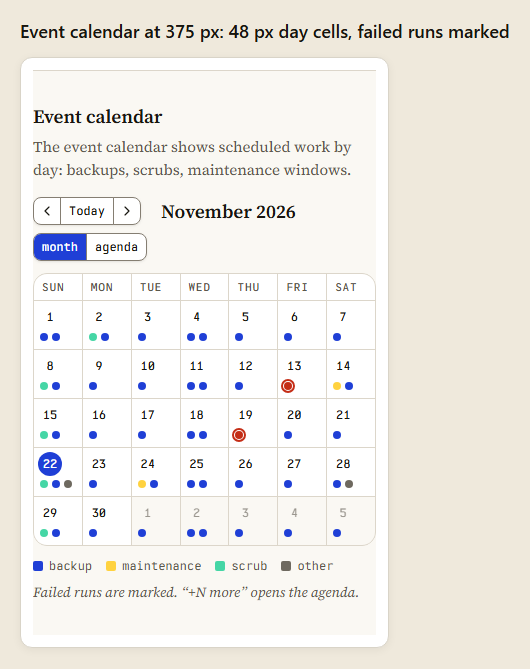 Event calendar at 375 px: 48 px day cells, failed runs marked
Event calendar
The event calendar shows scheduled work by
day: backups, scrubs, maintenance windows.
Today
November 2026
month agenda
SUN MON TUE WED THU FRI SAT
1 2 3 4 5 6 7
8 9 10 11 12 13 14
15 16 17 18 19 20 21
22 23 24 25 26 27 28
29 30 1 2 3 4 5
backup maintenance scrub other
Failed runs are marked. “+N more” opens the agenda.